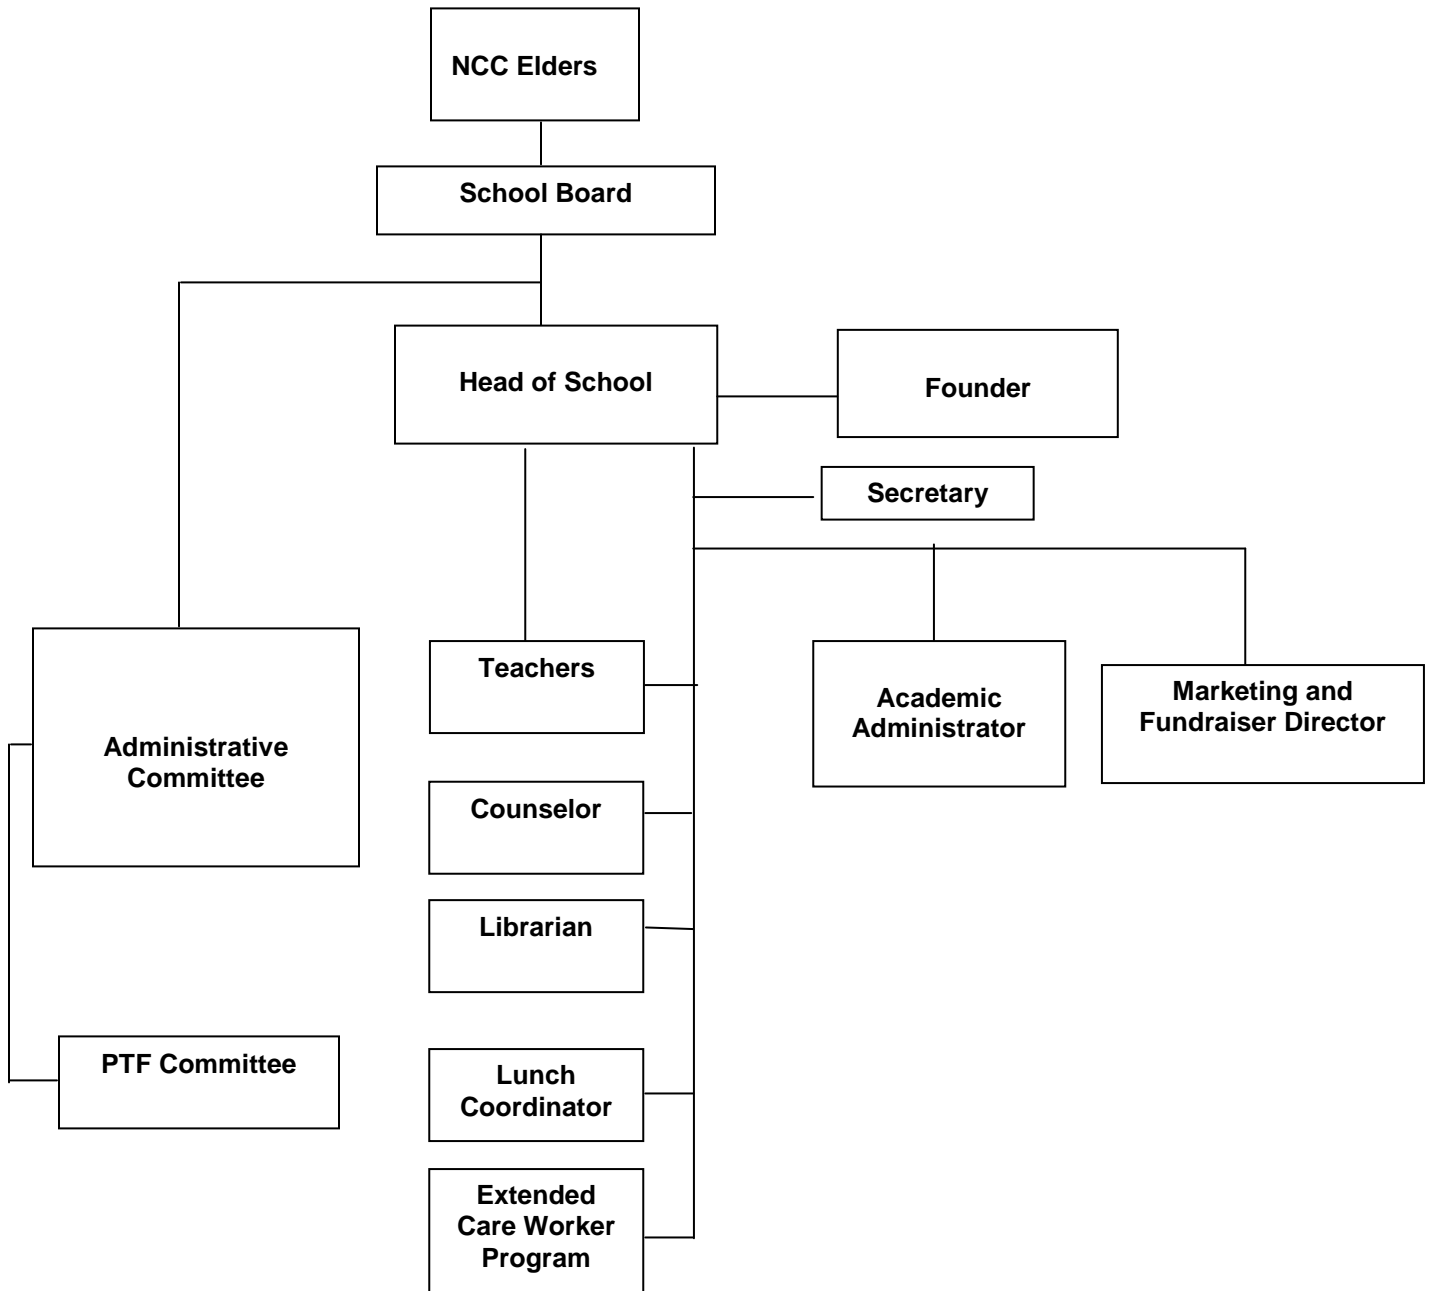 NCC Elders
School Board
Head of School
Founder
Secretary
Teachers
Academic
Administrator
Marketing and
Fundraiser Director
Administrative
Committee
Counselor
Librarian
PTF Committee
Lunch
Coordinator
Extended
Care Worker
Program